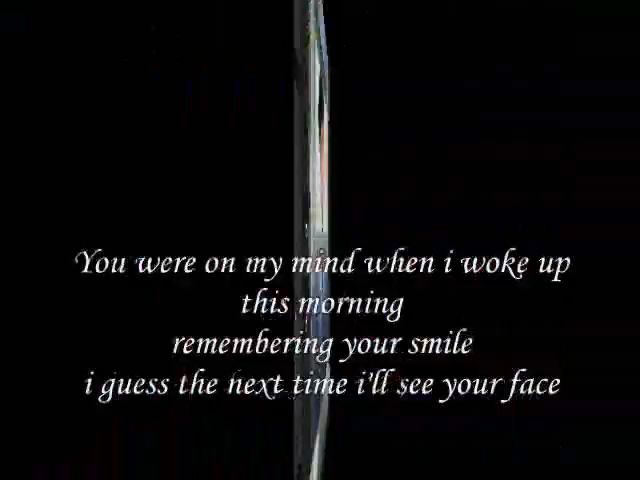 You were on my mind when i woke up
this morning
remembering your smile
i guess the next time i'll see your face